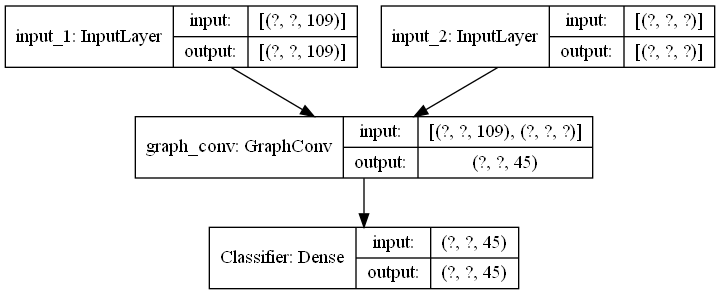 input_1: InputLayer
input: [(?, ?, 109)]
output: [(?, ?, 109)]
input_2: InputLayer
input: [(?, ?, ?)]
output: [(?, ?, ?)]
graph_conv: GraphConv
input: [(?, ?, 109), (?, ?, ?)]
output: (?, ?, 45)
Classifier: Dense
input: (?, ?, 45)
output: (?, ?, 45)